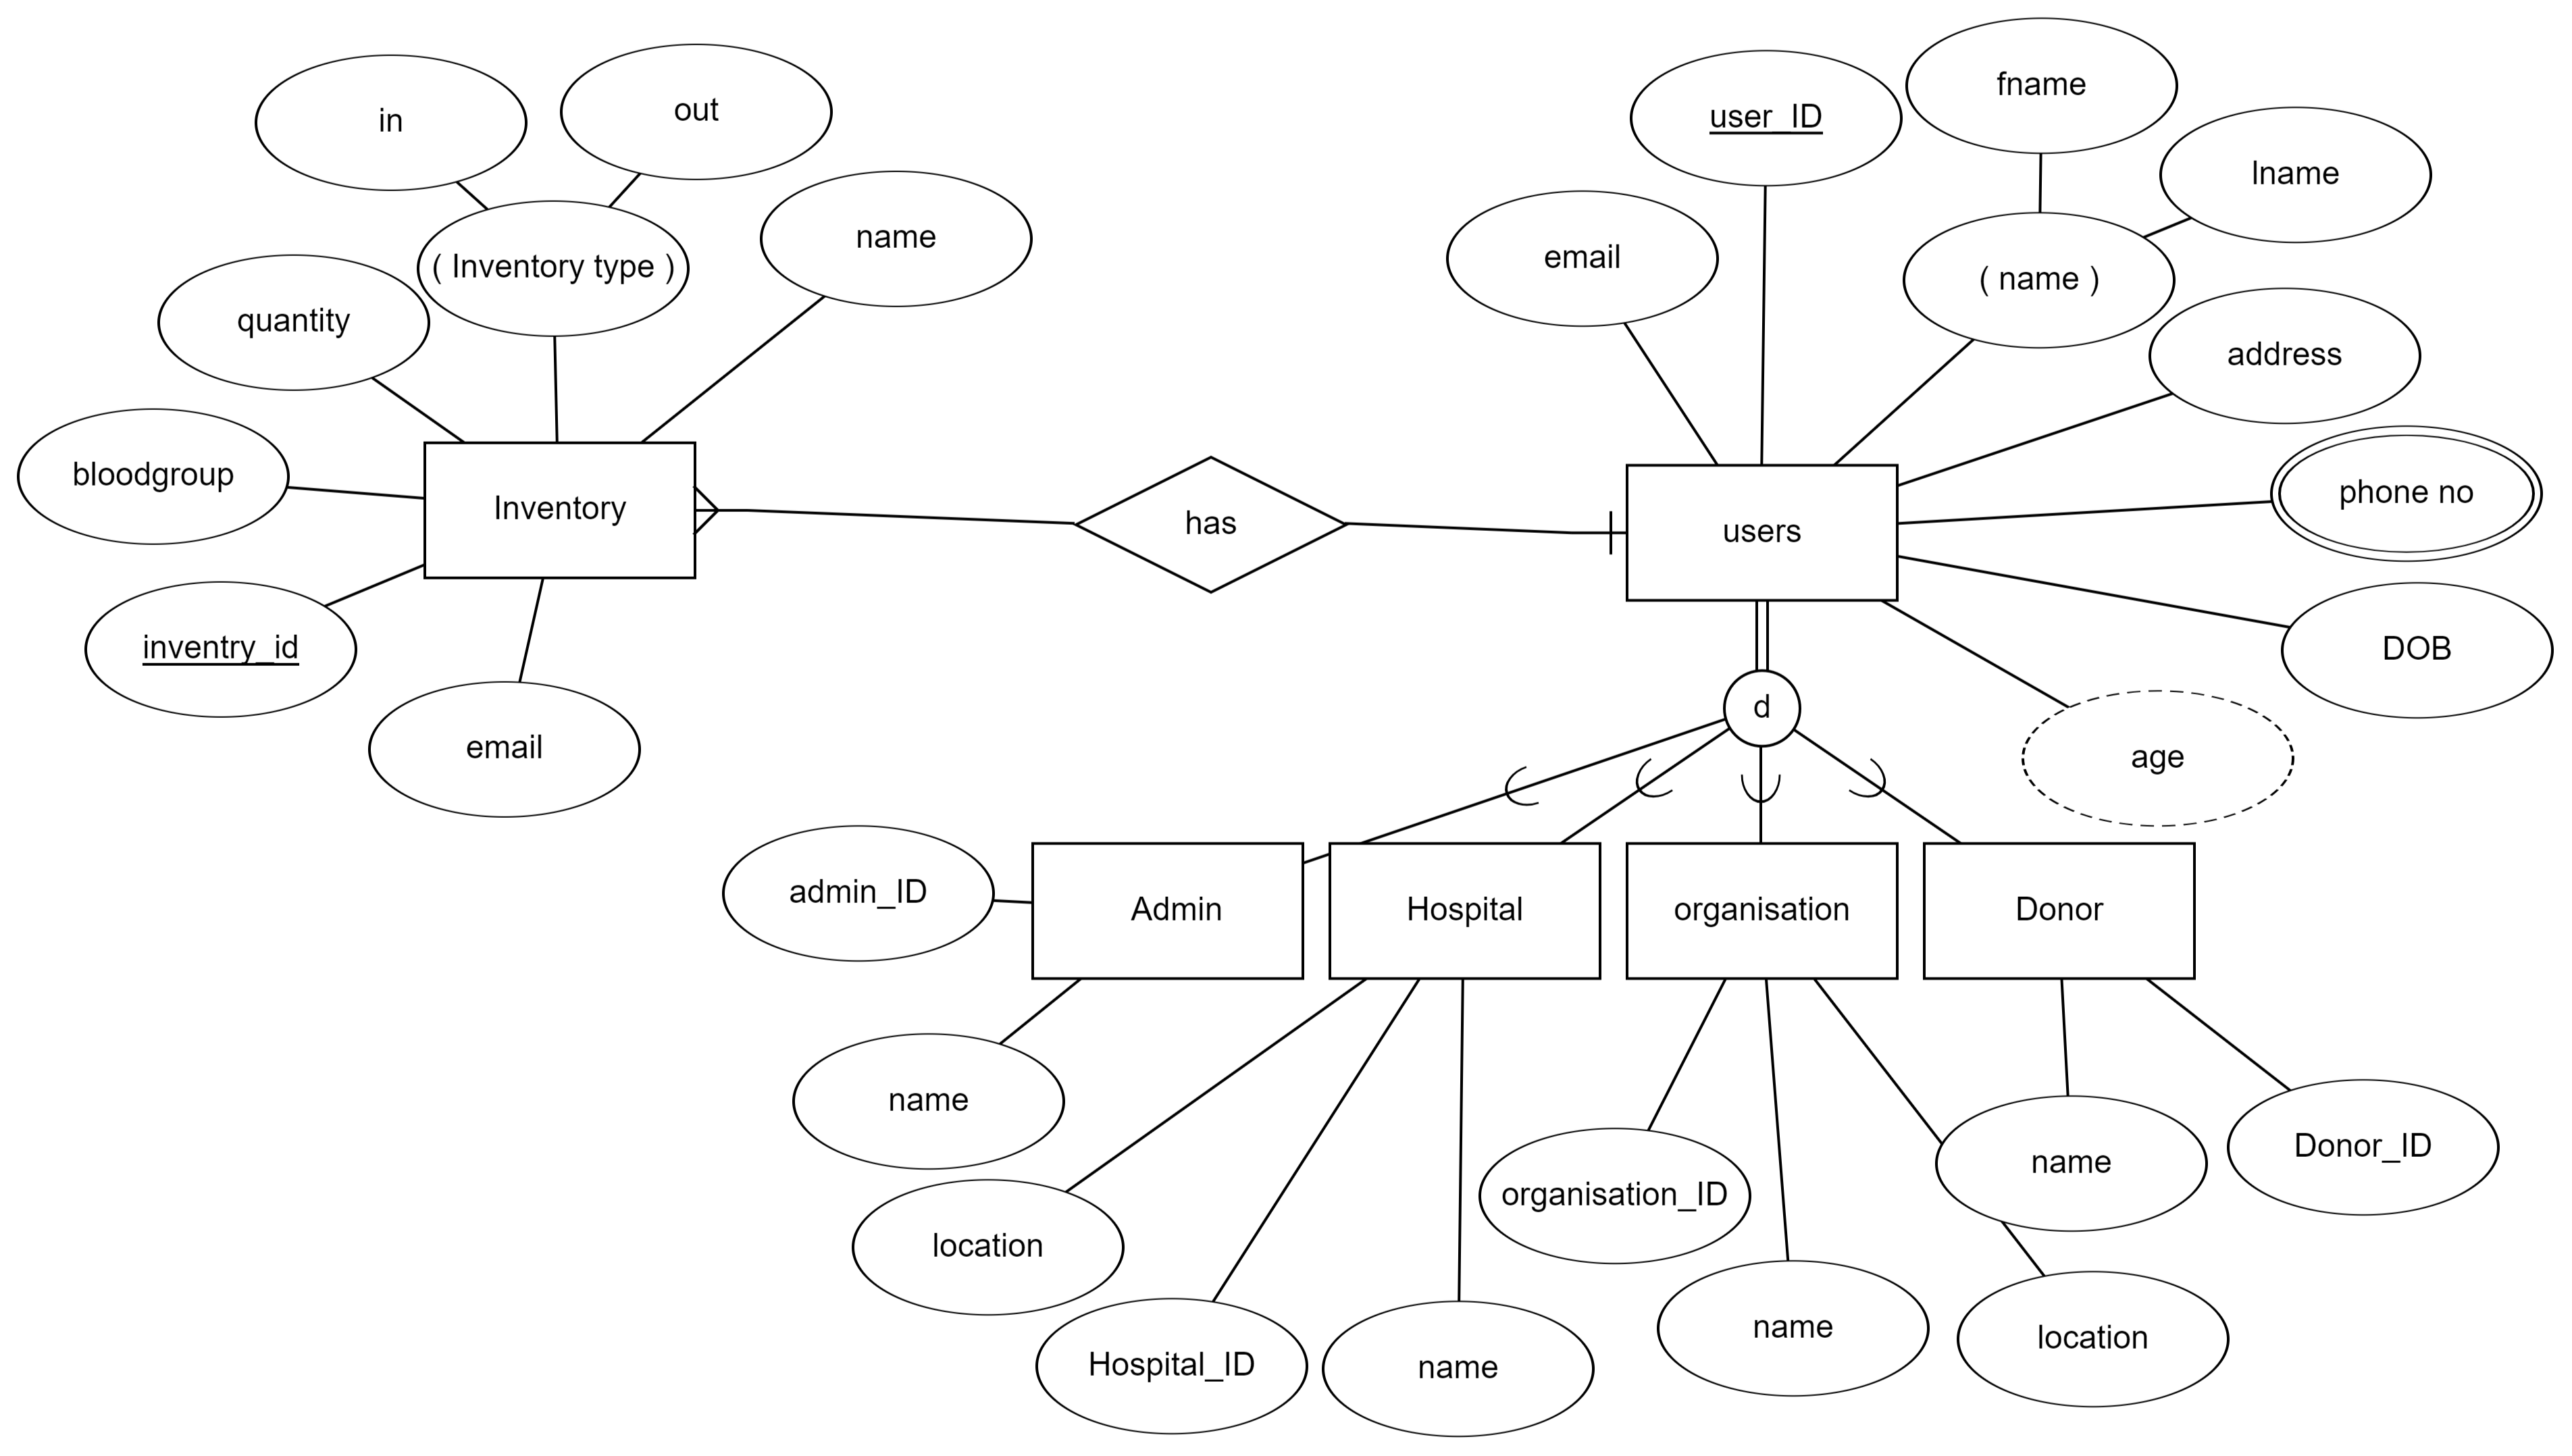 in
out
name
( Inventory type )
quantity
bloodgroup
Inventory
inventry_id
email
has
user_ID
fname
lname
email
( name )
address
phone no
users
DOB
d
age
admin_ID
Admin
Hospital
organisation
Donor
name
location
Hospital_ID
name
organisation_ID
name
name
Donor_ID
location